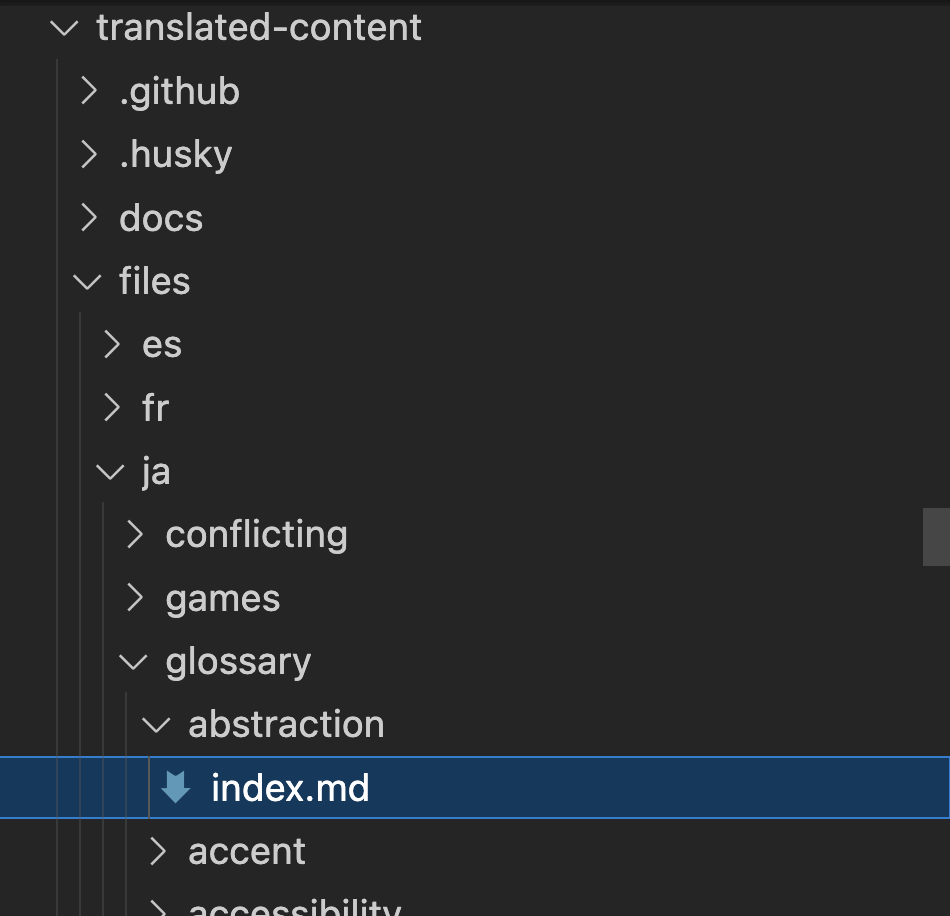 translated-content
.github
.husky
docs
files
es
fr
ja
conflicting
games
glossary
abstraction
index.md
accent
accessibility